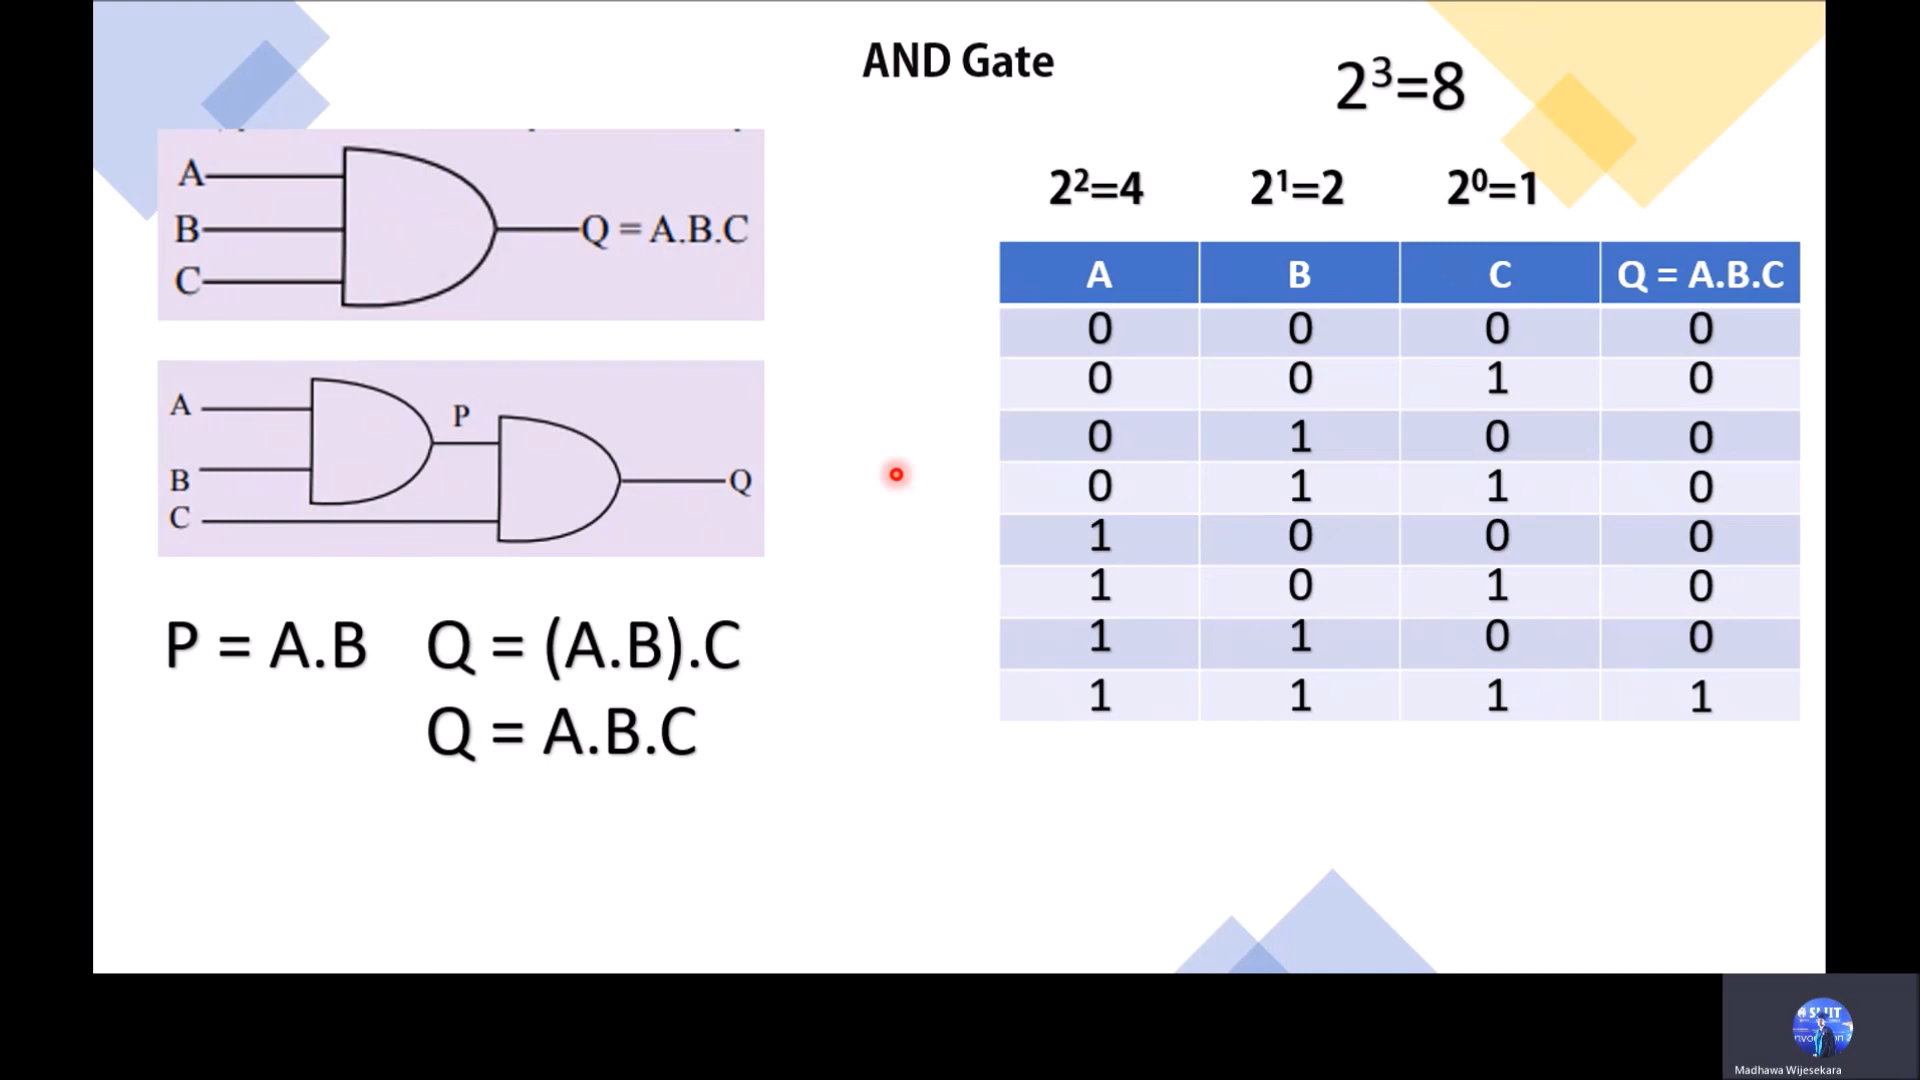 AND Gate
2³=8
A
B
C
Q = A.B.C
A
B
C
P
Q
P = A.B Q = (A.B).C
Q = A.B.C
2²=4 2¹=2 2⁰=1
A B C Q = A.B.C
0 0 0 0
0 0 1 0
0 1 0 0
0 1 1 0
1 0 0 0
1 0 1 0
1 1 0 0
1 1 1 1
Madhawa Wijesekara